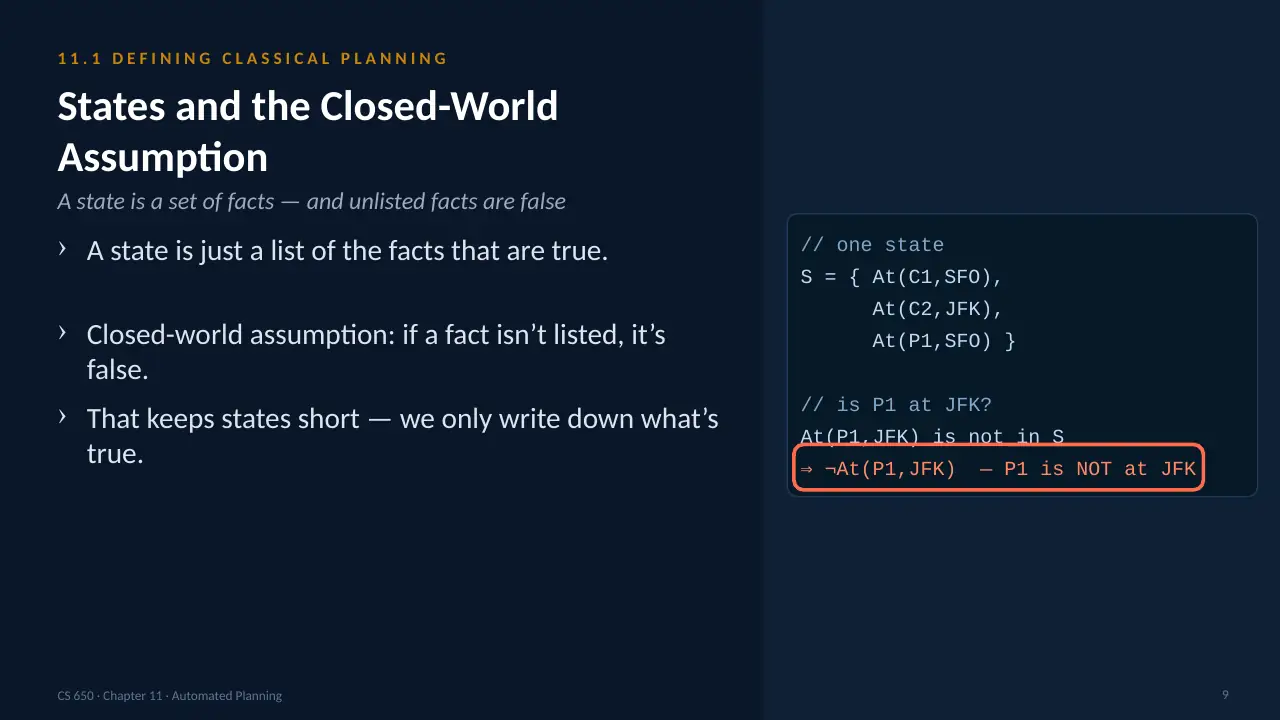 11.1 DEFINING CLASSICAL PLANNING
States and the Closed-World
Assumption
A state is a set of facts — and unlisted facts are false
› A state is just a list of the facts that are true.
› Closed-world assumption: if a fact isn’t listed, it’s
false.
› That keeps states short — we only write down what’s
true.
// one state
S = { At(C1,SFO),
At(C2,JFK),
At(P1,SFO) }
// is P1 at JFK?
At(P1,JFK) is not in S
⇒ ¬At(P1,JFK) — P1 is NOT at JFK
CS 650 · Chapter 11 · Automated Planning
9